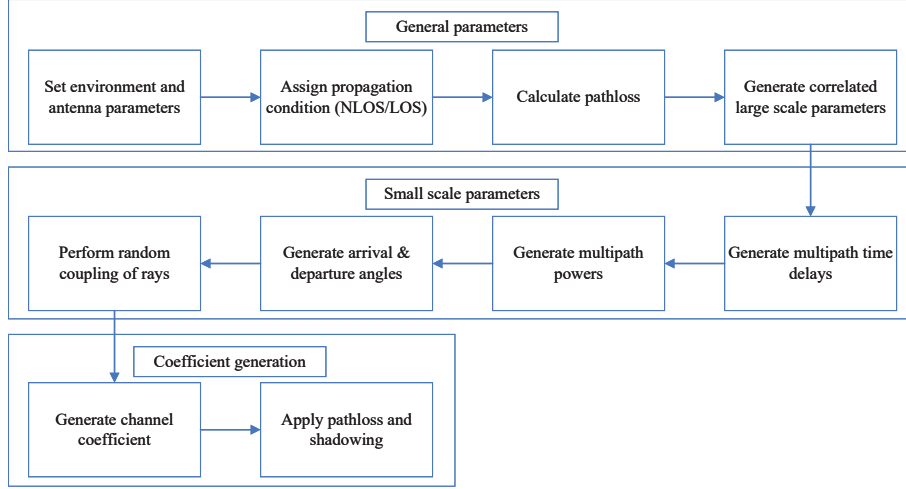 General parameters
Set environment and
antenna parameters
Assign propagation
condition (NLOS/LOS)
Calculate pathloss
Generate correlated
large scale parameters
Small scale parameters
Perform random
coupling of rays
Generate arrival &
departure angles
Generate multipath
powers
Generate multipath time
delays
Coefficient generation
Generate channel
coefficient
Apply pathloss and
shadowing